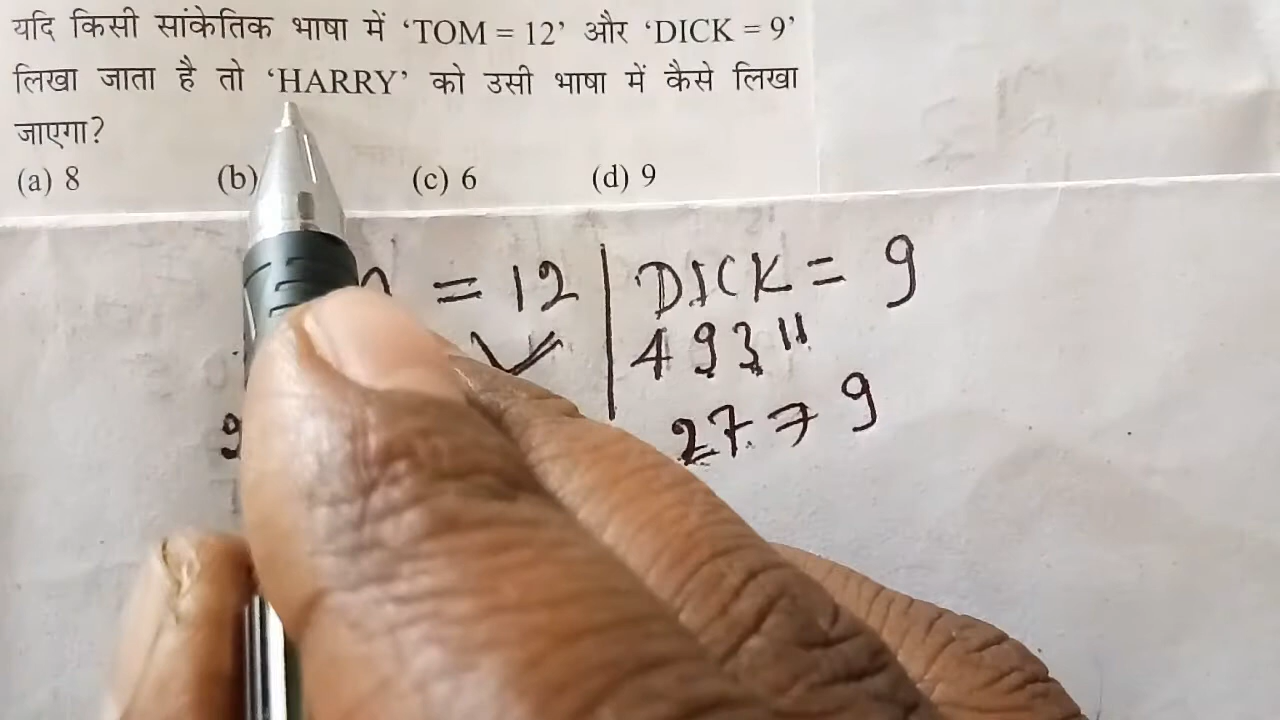 यदि किसी सांकेतिक भाषा में ‘TOM = 12’ और ‘DICK = 9’
लिखा जाता है तो ‘HARRY’ को उसी भाषा में कैसे लिखा
जाएगा?
(a) 8 (b) (c) 6 (d) 9
= 12 DICK = 9
4 9 3 11
27 = 9